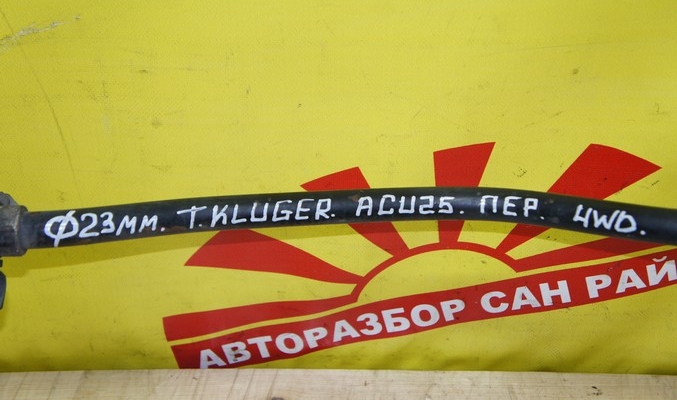 Ф23мм. T.KLUGER. ACU25. ПЕР. 4WD.
АВТОРАЗБОР САН РАЙ